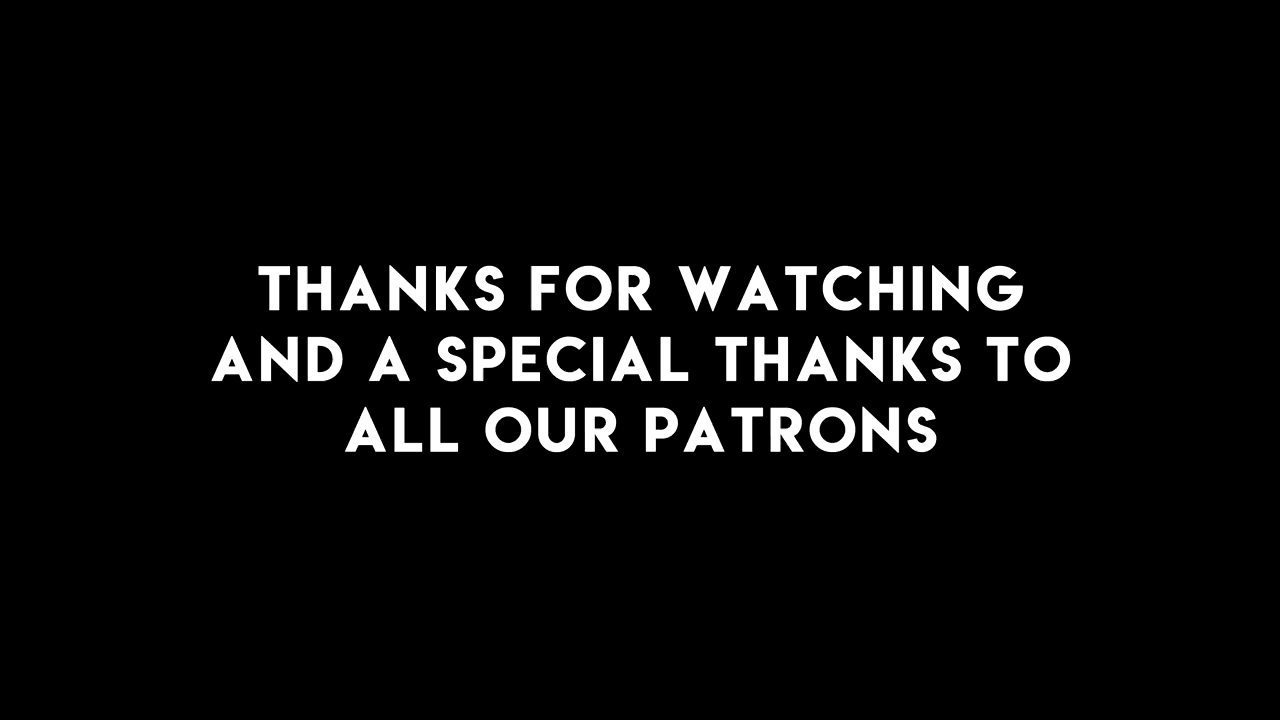 THANKS FOR WATCHING
AND A SPECIAL THANKS TO
ALL OUR PATRONS